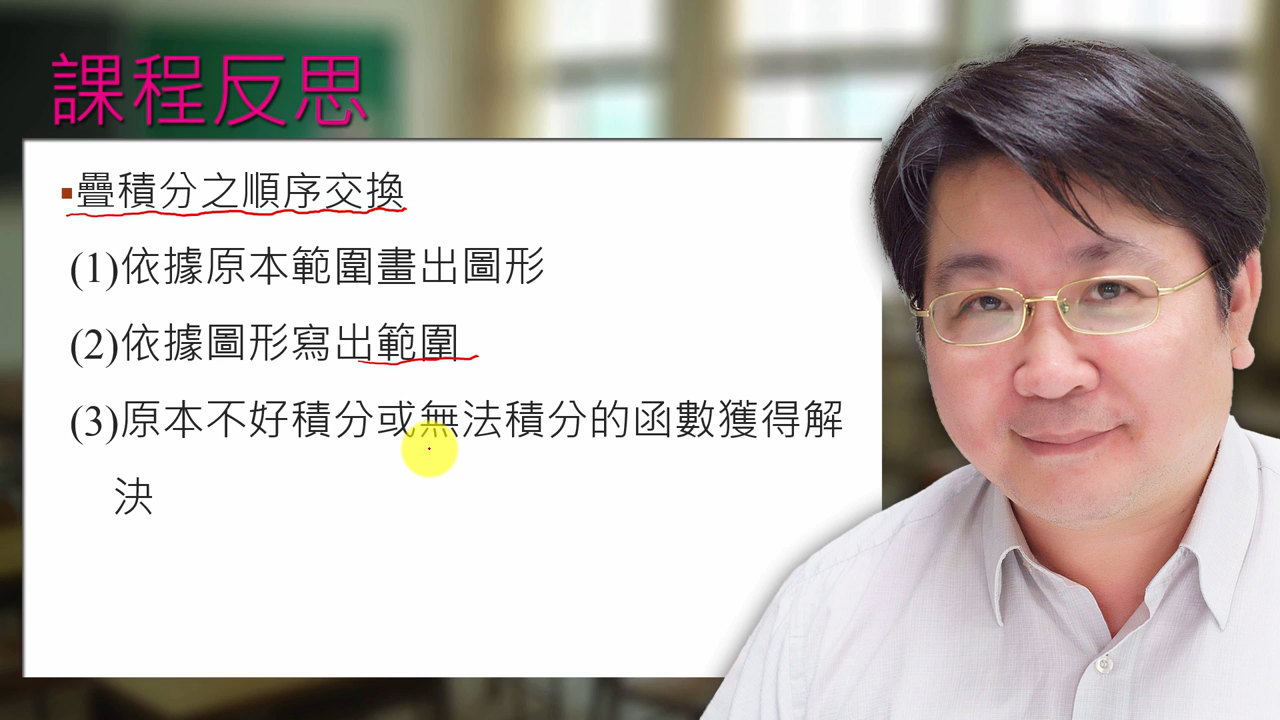 課程反思
▪疊積分之順序交換
(1)依據原本範圍畫出圖形
(2)依據圖形寫出範圍
(3)原本不好積分或無法積分的函數獲得解
決